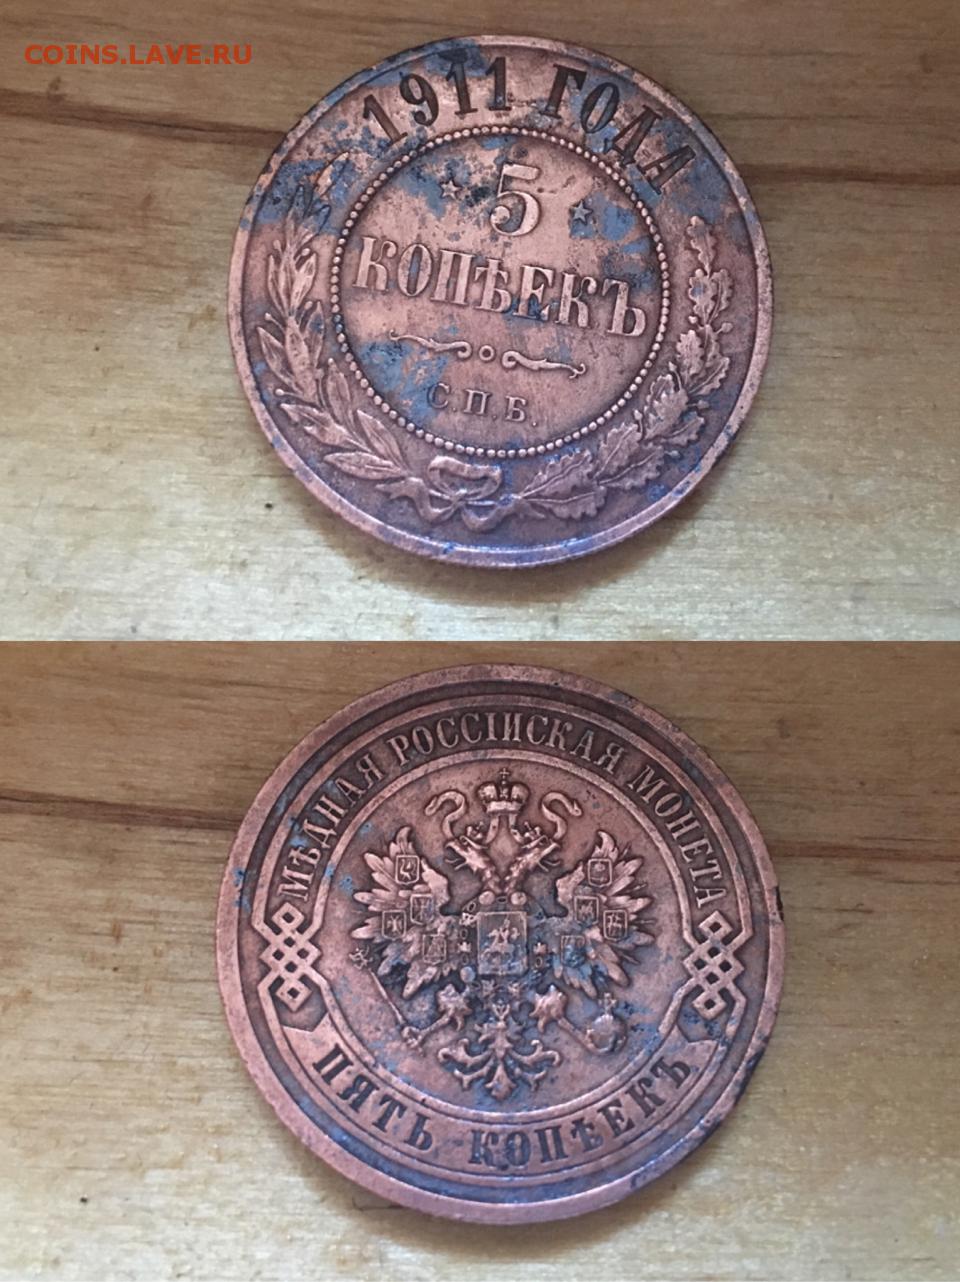 COINS.LAVE.RU
1911 ГОДА
5
КОПѢЕКЪ
С.П.Б.
МѢДНАЯ РОССІЙСКАЯ МОНЕТА
ПЯТЬ КОПѢЕКЪ